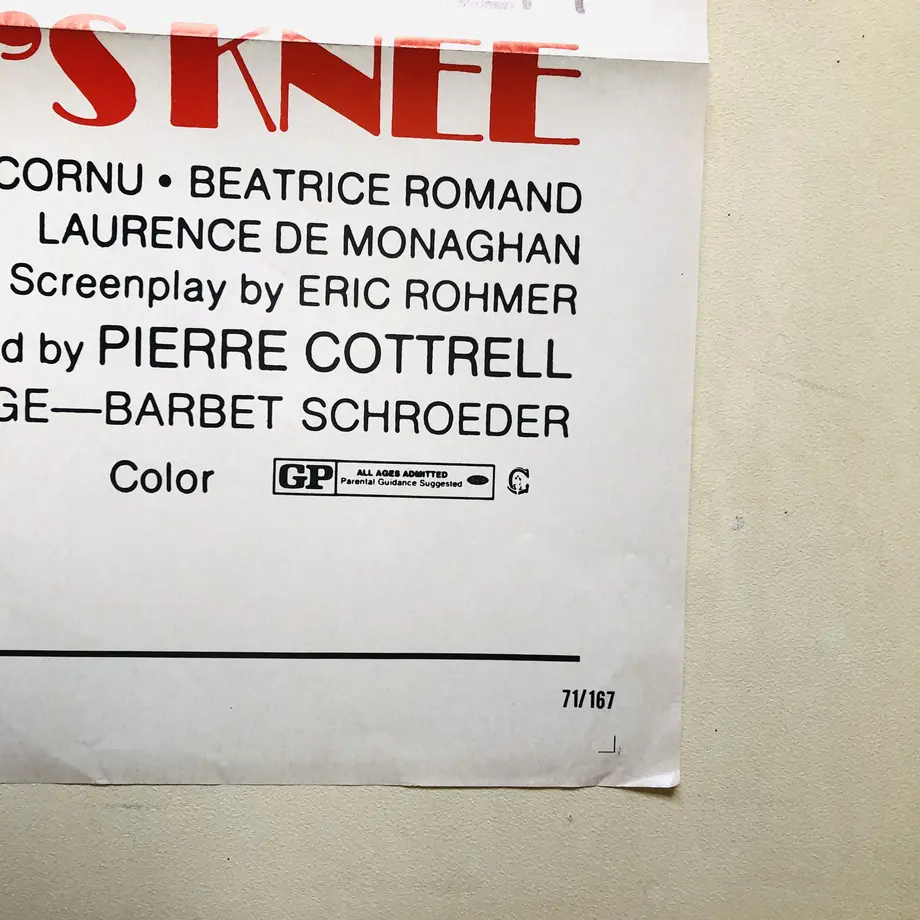 'S KNEE
CORNU • BEATRICE ROMAND
LAURENCE DE MONAGHAN
Screenplay by ERIC ROHMER
d by PIERRE COTTRELL
GE—BARBET SCHROEDER
Color
GP ALL AGES ADMITTED
Parental Guidance Suggested
71/167